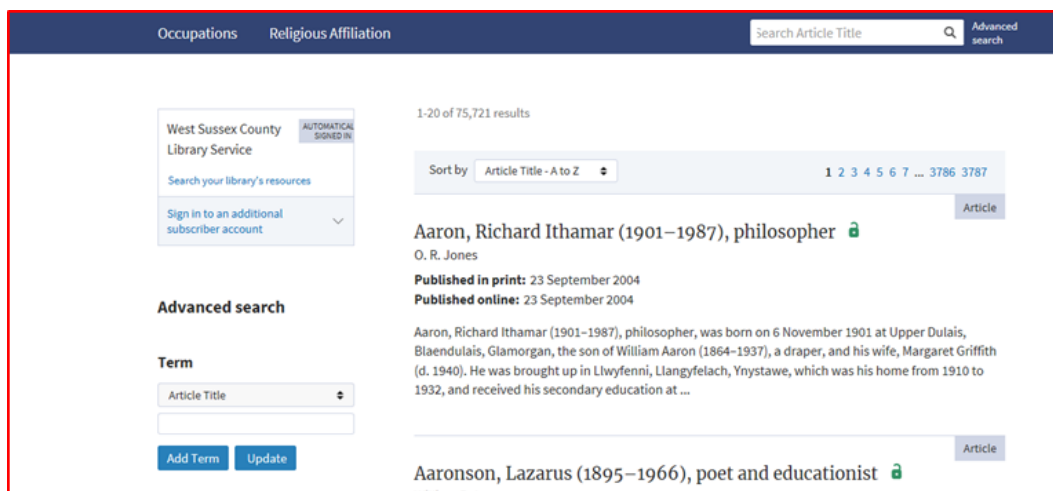 Occupations Religious Affiliation Search Article Title Advanced
search
West Sussex County
Library Service
AUTOMATICAL
SIGNED IN
Search your library's resources
Sign in to an additional
subscriber account
Advanced search
Term
Article Title
Add Term Update
1-20 of 75,721 results
Sort by Article Title - A to Z 1 2 3 4 5 6 7 ... 3786 3787
Article
Aaron, Richard Ithamar (1901–1987), philosopher
O. R. Jones
Published in print: 23 September 2004
Published online: 23 September 2004
Aaron, Richard Ithamar (1901–1987), philosopher, was born on 6 November 1901 at Upper Dulais,
Blaendulais, Glamorgan, the son of William Aaron (1864–1937), a draper, and his wife, Margaret Griffith
(d. 1940). He was brought up in Llwyfenni, Llangyfelach, Ynystawe, which was his home from 1910 to
1932, and received his secondary education at ...
Article
Aaronson, Lazarus (1895–1966), poet and educationist